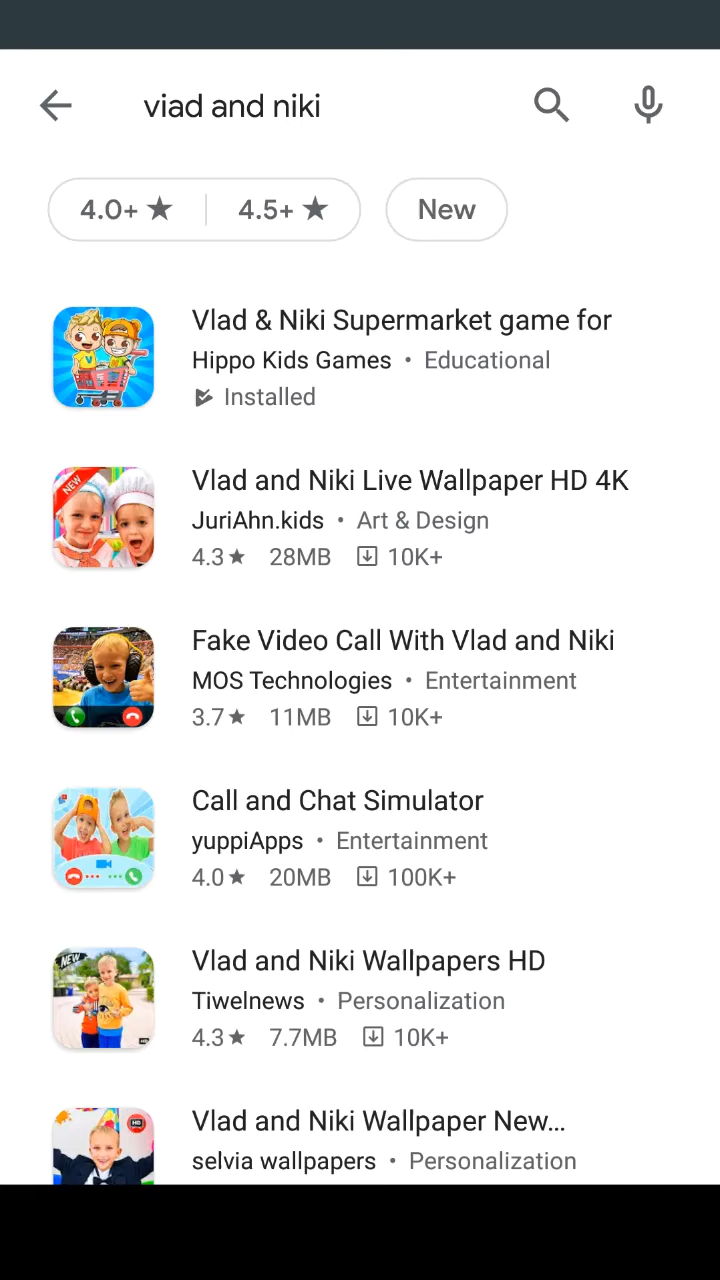 viad and niki
4.0+ ★ 4.5+ ★ New
Vlad & Niki Supermarket game for
Hippo Kids Games • Educational
Installed
NEW
Vlad and Niki Live Wallpaper HD 4K
JuriAhn.kids • Art & Design
4.3★ 28MB 10K+
Fake Video Call With Vlad and Niki
MOS Technologies • Entertainment
3.7★ 11MB 10K+
Call and Chat Simulator
yuppiApps • Entertainment
4.0★ 20MB 100K+
NEW
Vlad and Niki Wallpapers HD
Tiwelnews • Personalization
4.3★ 7.7MB 10K+
HD
Vlad and Niki Wallpaper New...
selvia wallpapers • Personalization